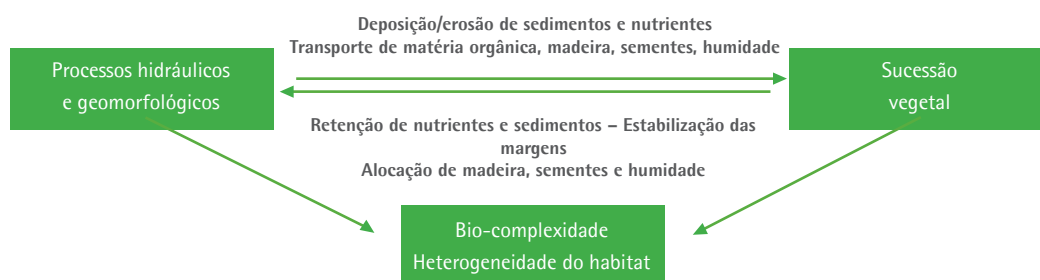 Deposição/erosão de sedimentos e nutrientes
Transporte de matéria orgânica, madeira, sementes, humidade
Processos hidráulicos
e geomorfológicos
Sucessão
vegetal
Retenção de nutrientes e sedimentos – Estabilização das
margens
Alocação de madeira, sementes e humidade
Bio-complexidade
Heterogeneidade do habitat